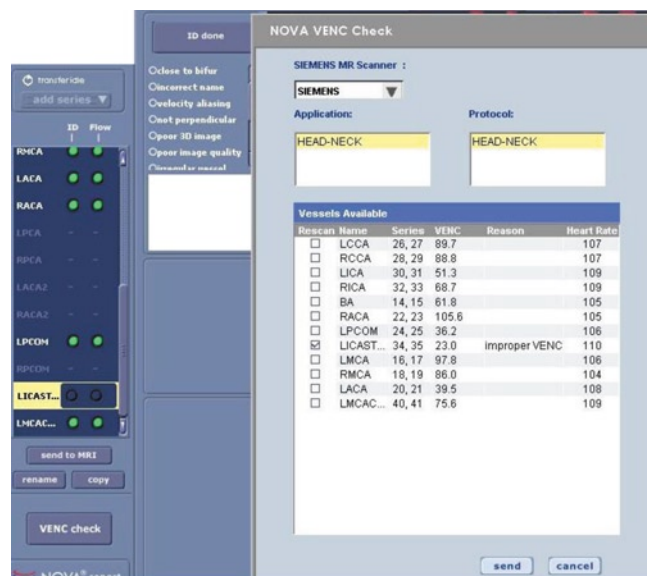 transferidle
add series
ID Flow
RMCA
LACA
RACA
LPCA
RPCA
LACA2
RACA2
LPCOM
RPCOM
LICAST...
LMCAC...
send to MRI
rename copy
VENC check
NOVA® report
ID done
close to bifur
incorrect name
velocity aliasing
not perpendicular
poor 3D image
poor image quality
irregular vessel
NOVA VENC Check
SIEMENS MR Scanner :
SIEMENS
Application: Protocol:
HEAD-NECK HEAD-NECK
Vessels Available
Rescan Name Series VENC Reason Heart Rate
LCCA 26, 27 89.7 107
RCCA 28, 29 88.8 107
LICA 30, 31 51.3 109
RICA 32, 33 68.7 109
BA 14, 15 61.8 105
RACA 22, 23 105.6 105
LPCOM 24, 25 36.2 106
LICAST... 34, 35 23.0 improper VENC 110
LMCA 16, 17 97.8 106
RMCA 18, 19 86.0 104
LACA 20, 21 39.5 108
LMCAC... 40, 41 75.6 109
send cancel